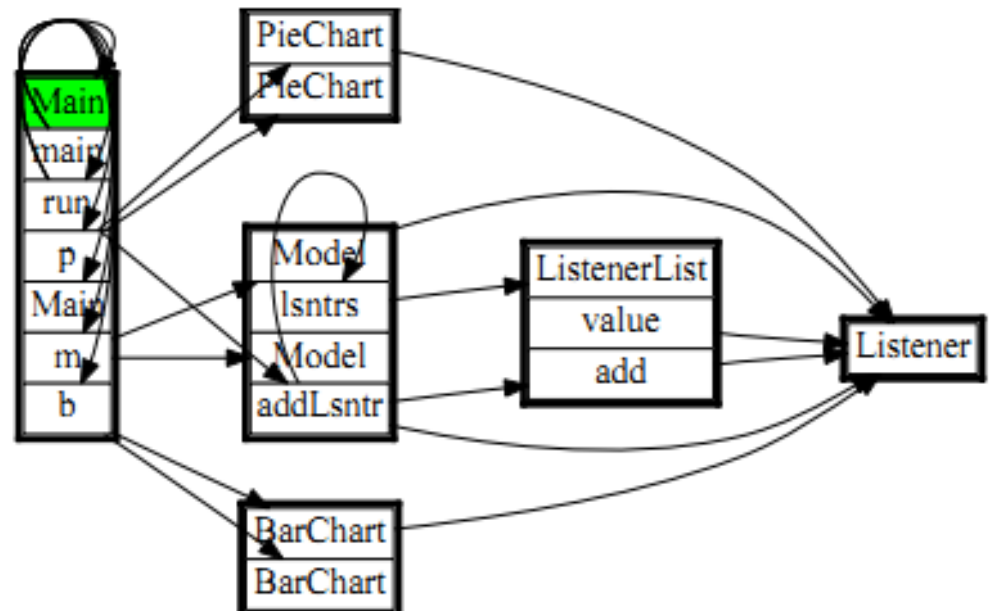 Main
main
run
p
Main
m
b
PieChart
PieChart
Model
lsntrs
Model
addLsntr
BarChart
BarChart
ListenerList
value
add
Listener